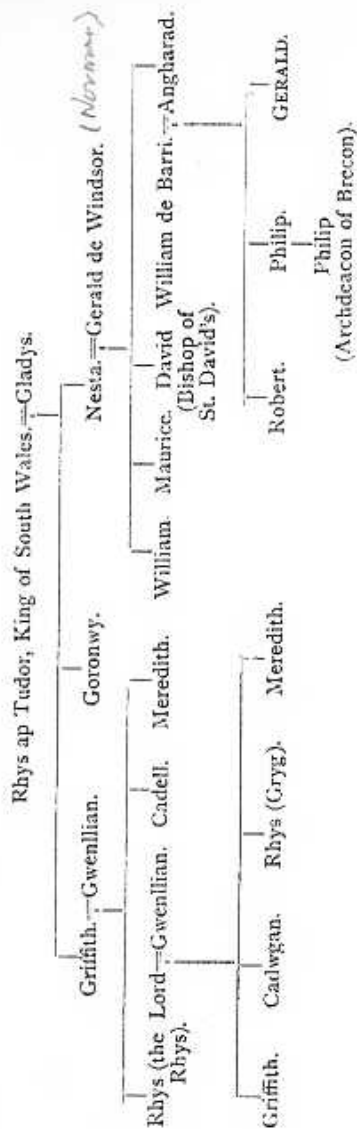 Rhys ap Tudor, King of South Wales.=Gladys.
Griffith.=Gwenllian.
Goronwy.
Nesta.=Gerald de Windsor. (Norman)
Rhys (the Lord=Gwenllian.
Rhys).
Cadell.
Meredith.
William.
Maurice.
David
(Bishop of
St. David's).
William de Barri.=Angharad.
Griffith.
Cadwgan.
Rhys (Gryg).
Meredith.
Robert.
Philip.
GERALD.
Philip
(Archdeacon of Brecon).